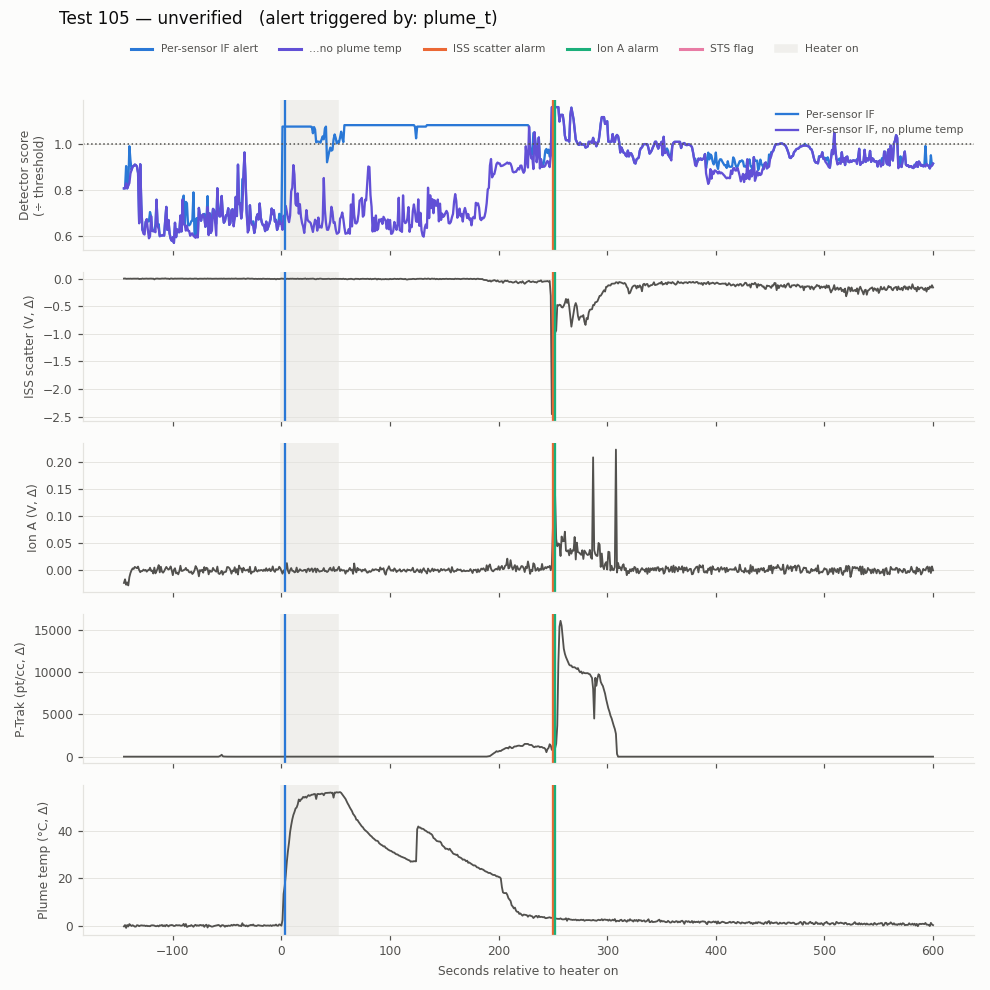 Test 105 — unverified   (alert triggered by: plume_t)
Per-sensor IF alert
...no plume temp
ISS scatter alarm
Ion A alarm
STS flag
Heater on
Detector score
(÷ threshold)
1.0
0.8
0.6
Per-sensor IF
Per-sensor IF, no plume temp
ISS scatter (V, Δ)
0.0
−0.5
−1.0
−1.5
−2.0
−2.5
Ion A (V, Δ)
0.20
0.15
0.10
0.05
0.00
P-Trak (pt/cc, Δ)
15000
10000
5000
0
Plume temp (°C, Δ)
40
20
0
−100
0
100
200
300
400
500
600
Seconds relative to heater on